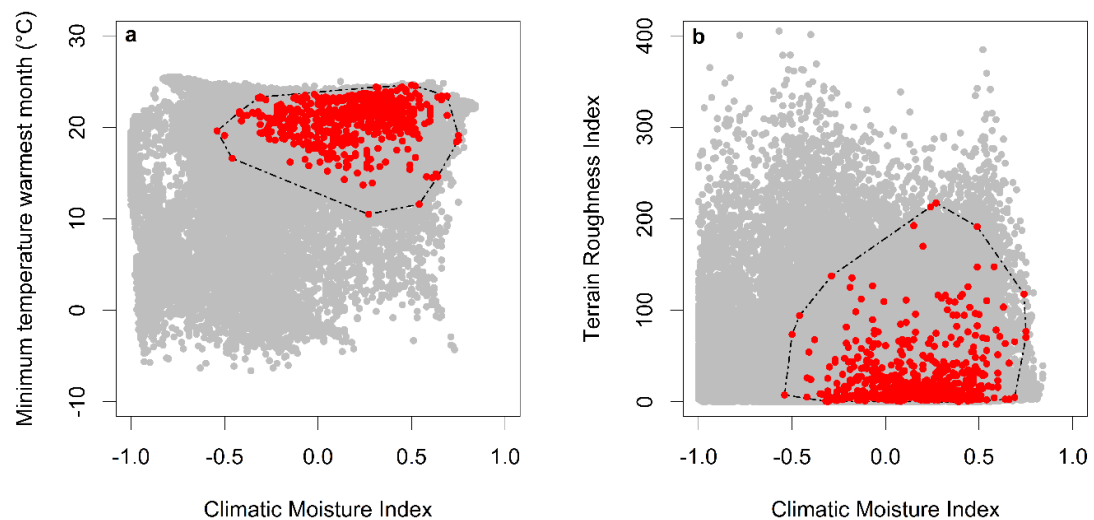 a
Minimum temperature warmest month (°C)
30
20
10
0
-10
-1.0 -0.5 0.0 0.5 1.0
Climatic Moisture Index
b
Terrain Roughness Index
400
300
200
100
0
-1.0 -0.5 0.0 0.5 1.0
Climatic Moisture Index